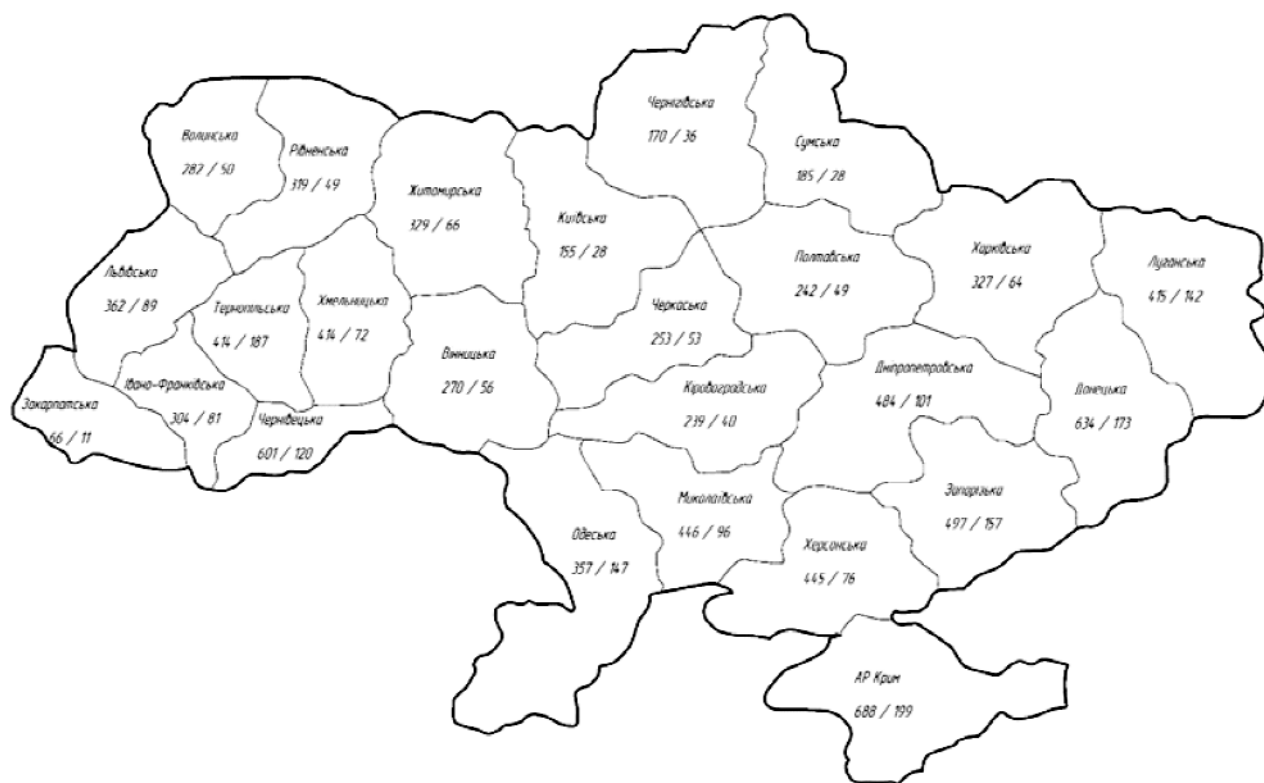 Чернігівська
170 / 36
Сумська
185 / 28
Волинська
282 / 50
Рівненська
319 / 49
Житомирська
329 / 66
Київська
155 / 28
Полтавська
242 / 49
Харківська
327 / 64
Луганська
415 / 142
Львівська
362 / 89
Тернопільська
414 / 187
Хмельницька
414 / 72
Черкаська
253 / 53
Вінницька
270 / 56
Дніпропетровська
484 / 101
Донецька
634 / 173
Івано-Франківська
304 / 81
Кіровоградська
239 / 40
Закарпатська
66 / 11
Чернівецька
601 / 120
Миколаївська
446 / 96
Запорізька
497 / 157
Одеська
357 / 147
Херсонська
445 / 76
АР Крим
688 / 199